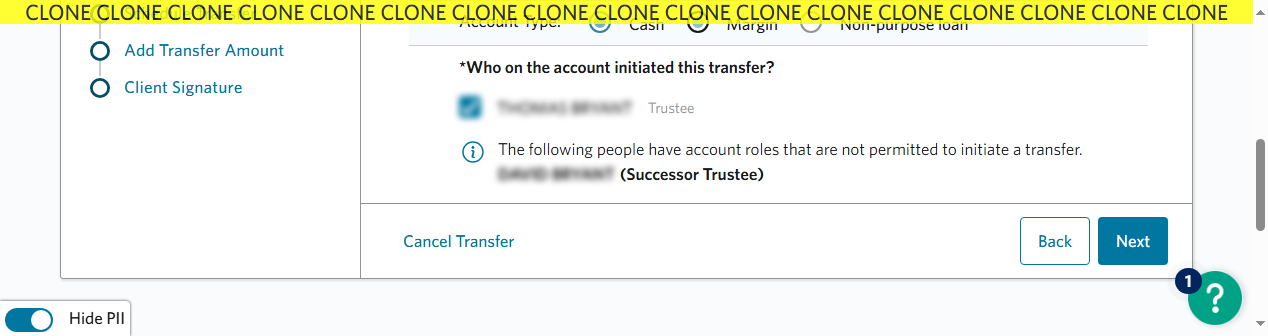 CLONE CLONE CLONE CLONE CLONE CLONE CLONE CLONE CLONE CLONE CLONE CLONE CLONE CLONE CLONE CLONE CLONE
Account Type: Cash Margin Non-purpose loan
Add Transfer Amount
Client Signature
*Who on the account initiated this transfer?
Trustee
The following people have account roles that are not permitted to initiate a transfer.
(Successor Trustee)
Cancel Transfer
Back
Next
1
?
Hide PII